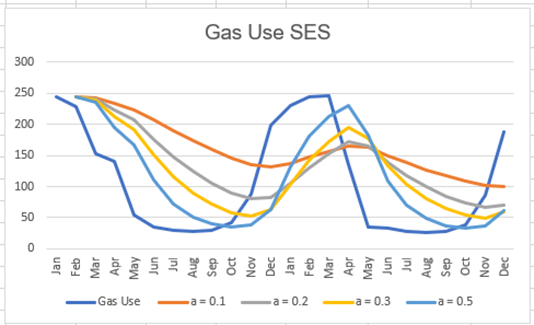 Gas Use SES
300
250
200
150
100
50
0
Jan Feb Mar Apr May Jun Jul Aug Sep Oct Nov Dec Jan Feb Mar Apr May Jun Jul Aug Sep Oct Nov Dec
Gas Use a = 0.1 a = 0.2 a = 0.3 a = 0.5